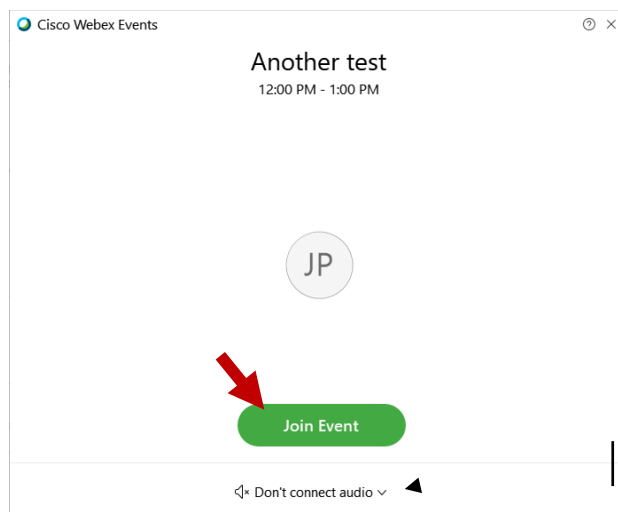 Cisco Webex Events
Another test
12:00 PM - 1:00 PM
JP
Join Event
Don't connect audio